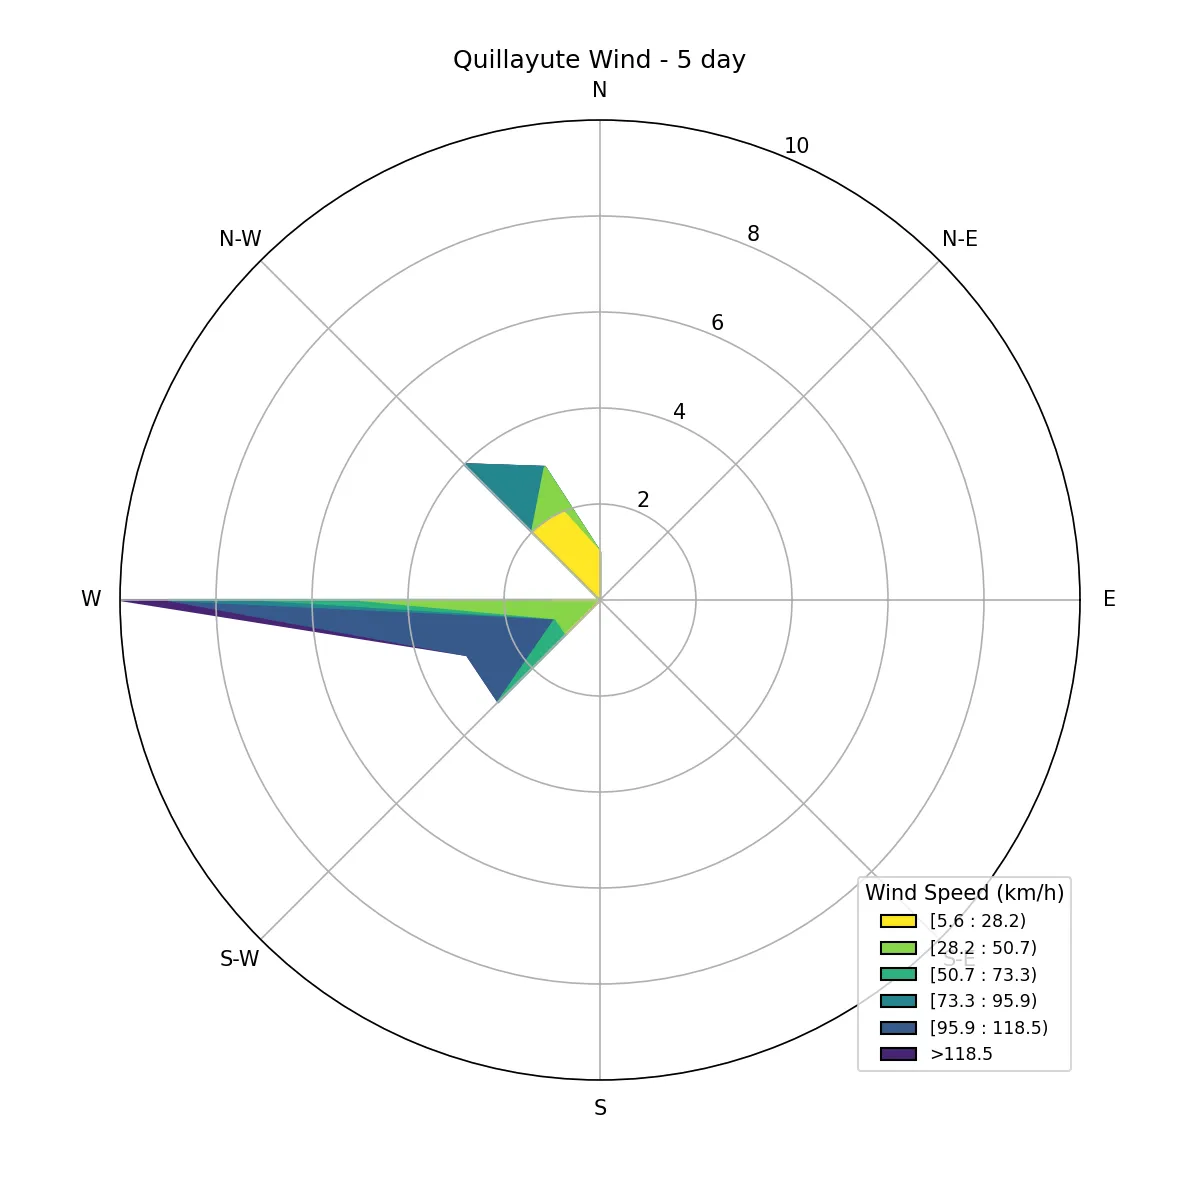 Quillayute Wind - 5 day
N
10
N-W
N-E
8
6
4
2
W
E
Wind Speed (km/h)
[5.6 : 28.2)
[28.2 : 50.7)
S-W
S-E
[50.7 : 73.3)
[73.3 : 95.9)
[95.9 : 118.5)
>118.5
S